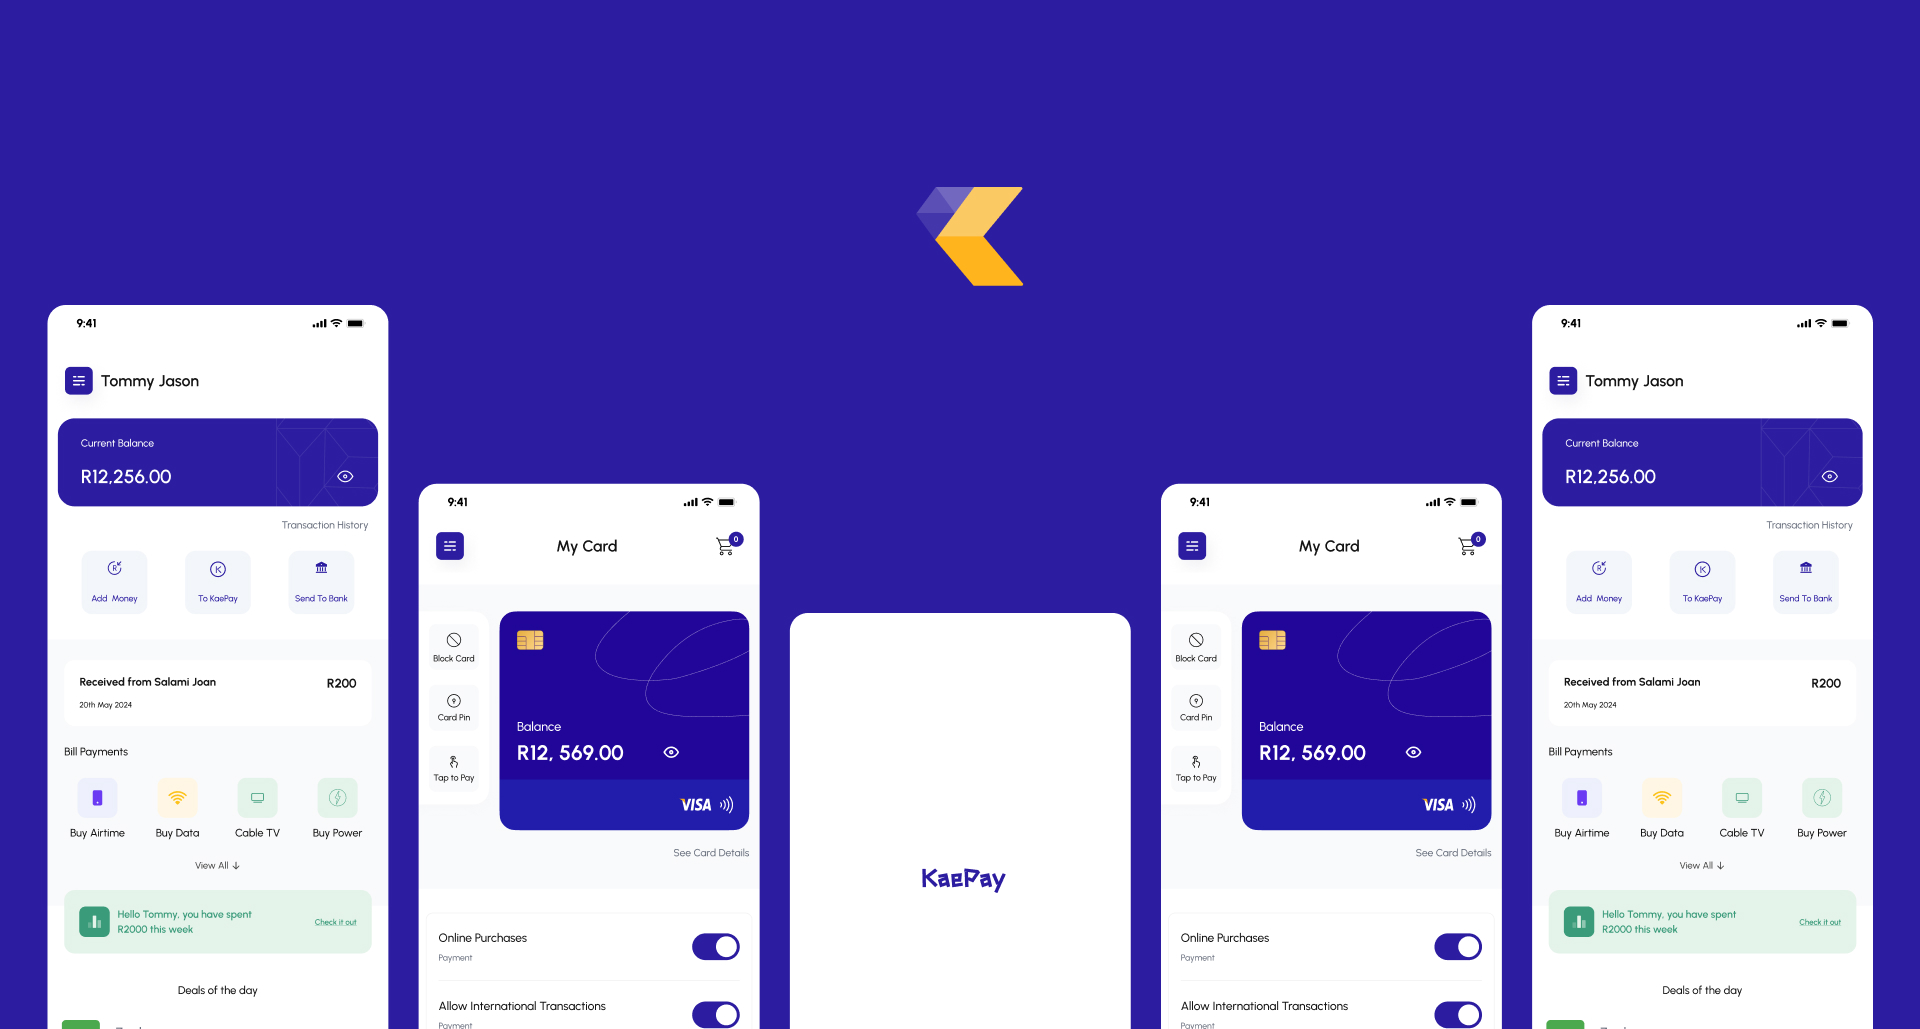 9:41
Tommy Jason
Current Balance
R12,256.00
Transaction History
Add Money
To KaePay
Send To Bank
Received from Salami Joan
R200
20th May 2024
Bill Payments
Buy Airtime
Buy Data
Cable TV
Buy Power
View All
Hello Tommy, you have spent
R2000 this week
Check it out
Deals of the day
9:41
My Card
0
Block Card
Card Pin
Tap to Pay
Balance
R12, 569.00
VISA
See Card Details
Online Purchases
Payment
Allow International Transactions
Payment
KaePay
9:41
My Card
0
Block Card
Card Pin
Tap to Pay
Balance
R12, 569.00
VISA
See Card Details
Online Purchases
Payment
Allow International Transactions
Payment
9:41
Tommy Jason
Current Balance
R12,256.00
Transaction History
Add Money
To KaePay
Send To Bank
Received from Salami Joan
R200
20th May 2024
Bill Payments
Buy Airtime
Buy Data
Cable TV
Buy Power
View All
Hello Tommy, you have spent
R2000 this week
Check it out
Deals of the day